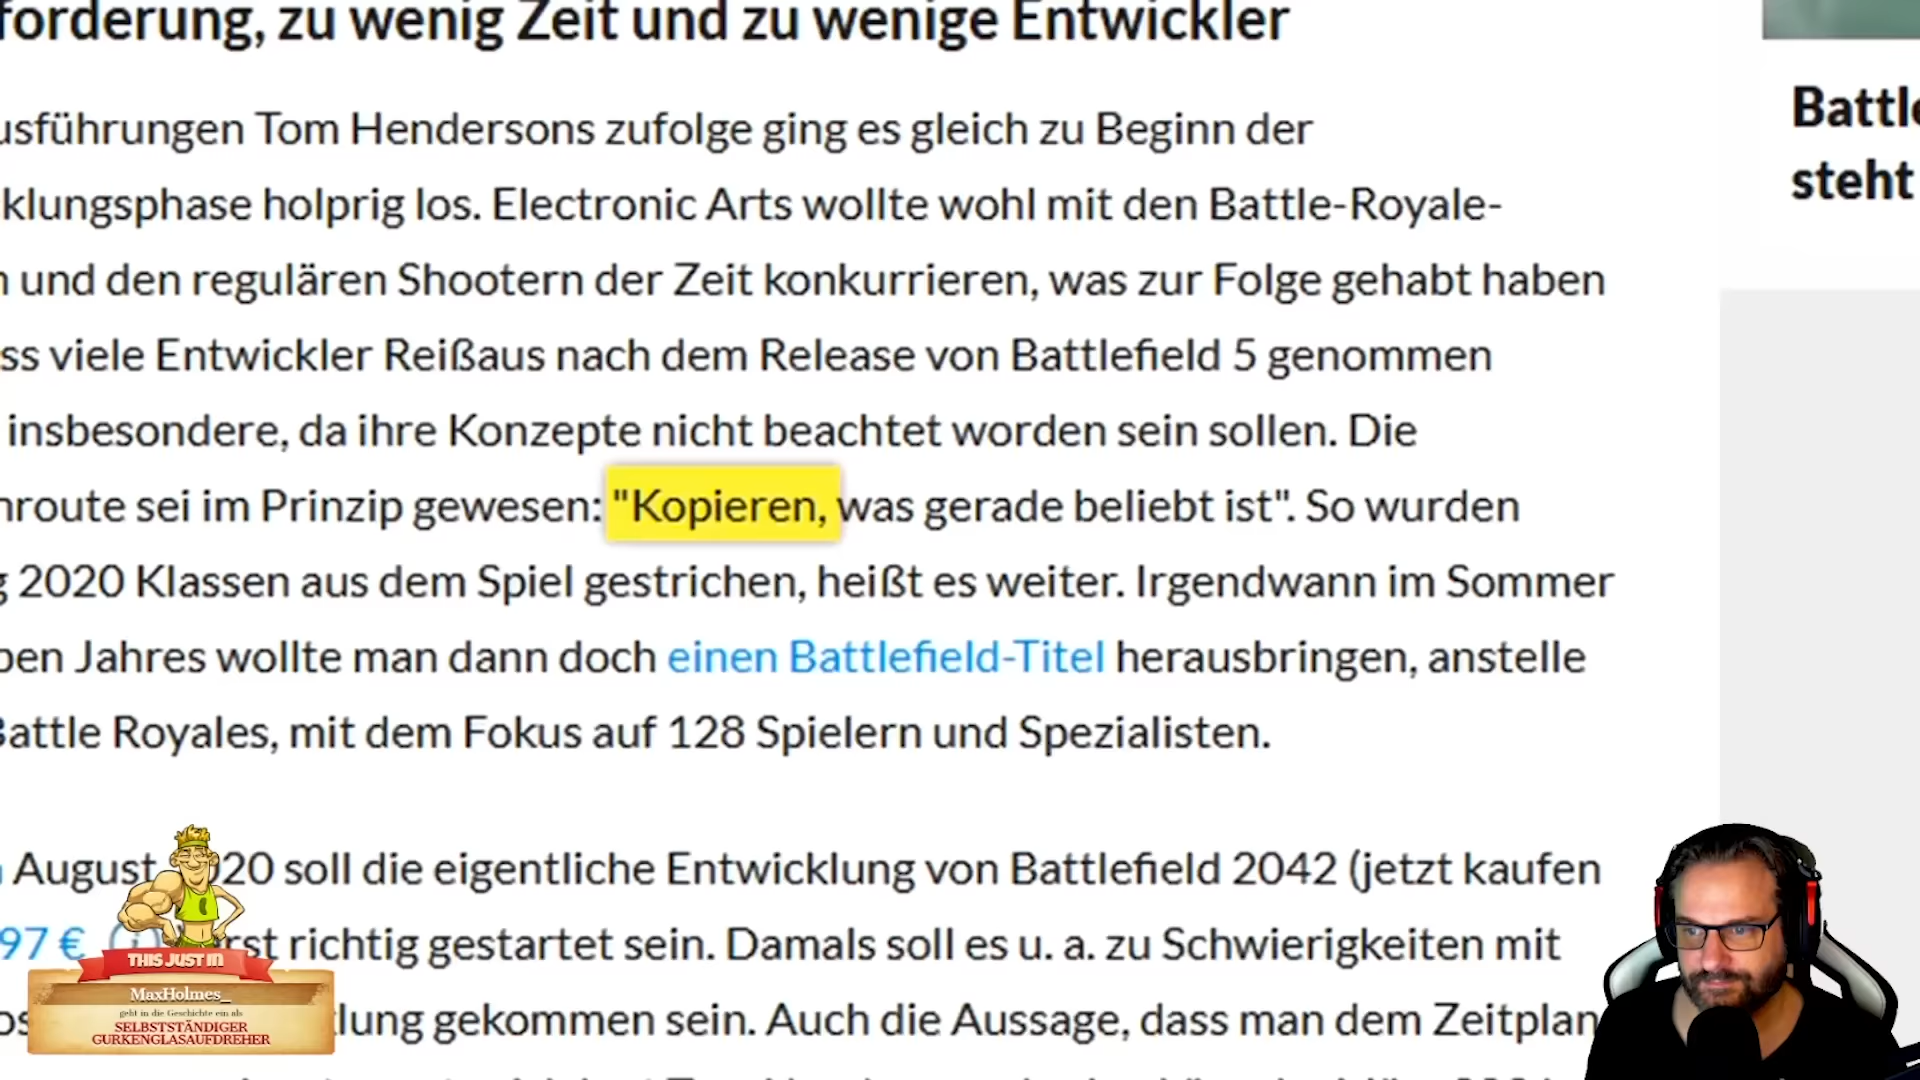 forderung, zu wenig Zeit und zu wenige Entwickler
usführungen Tom Hendersons zufolge ging es gleich zu Beginn der
klungsphase holprig los. Electronic Arts wollte wohl mit den Battle-Royale-
n und den regulären Shootern der Zeit konkurrieren, was zur Folge gehabt haben
ss viele Entwickler Reißaus nach dem Release von Battlefield 5 genommen
insbesondere, da ihre Konzepte nicht beachtet worden sein sollen. Die
nroute sei im Prinzip gewesen: "Kopieren, was gerade beliebt ist". So wurden
g 2020 Klassen aus dem Spiel gestrichen, heißt es weiter. Irgendwann im Sommer
ben Jahres wollte man dann doch einen Battlefield-Titel herausbringen, anstelle
Battle Royales, mit dem Fokus auf 128 Spielern und Spezialisten.
August 020 soll die eigentliche Entwicklung von Battlefield 2042 (jetzt kaufen
97 € rst richtig gestartet sein. Damals soll es u. a. zu Schwierigkeiten mit
os klung gekommen sein. Auch die Aussage, dass man dem Zeitplan
Battle
steht
THIS JUST IN
MaxHolmes_
geht in die Geschichte ein als
SELBSTSTÄNDIGER
GURKENGLASAUFDREHER